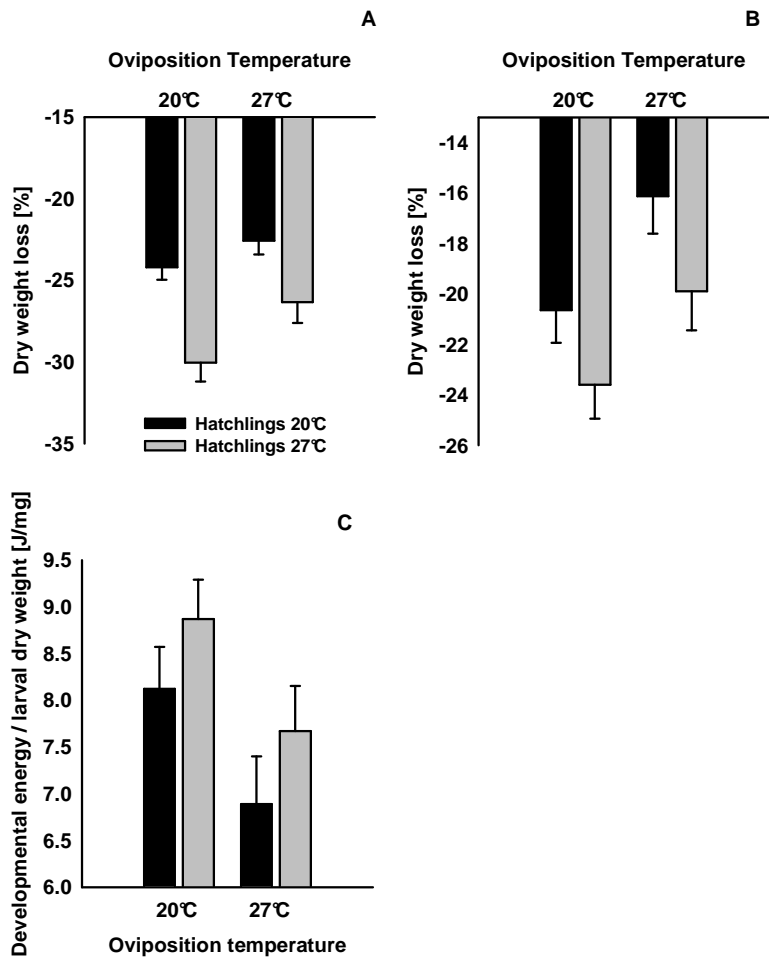 A
Oviposition Temperature
20°C 27°C
-15
-20
-25
-30
-35
Dry weight loss [%]
Hatchlings 20°C
Hatchlings 27°C
B
Oviposition Temperature
20°C 27°C
-14
-16
-18
-20
-22
-24
-26
Dry weight loss [%]
C
9.5
9.0
8.5
8.0
7.5
7.0
6.5
6.0
Developmental energy / larval dry weight [J/mg]
20°C 27°C
Oviposition temperature